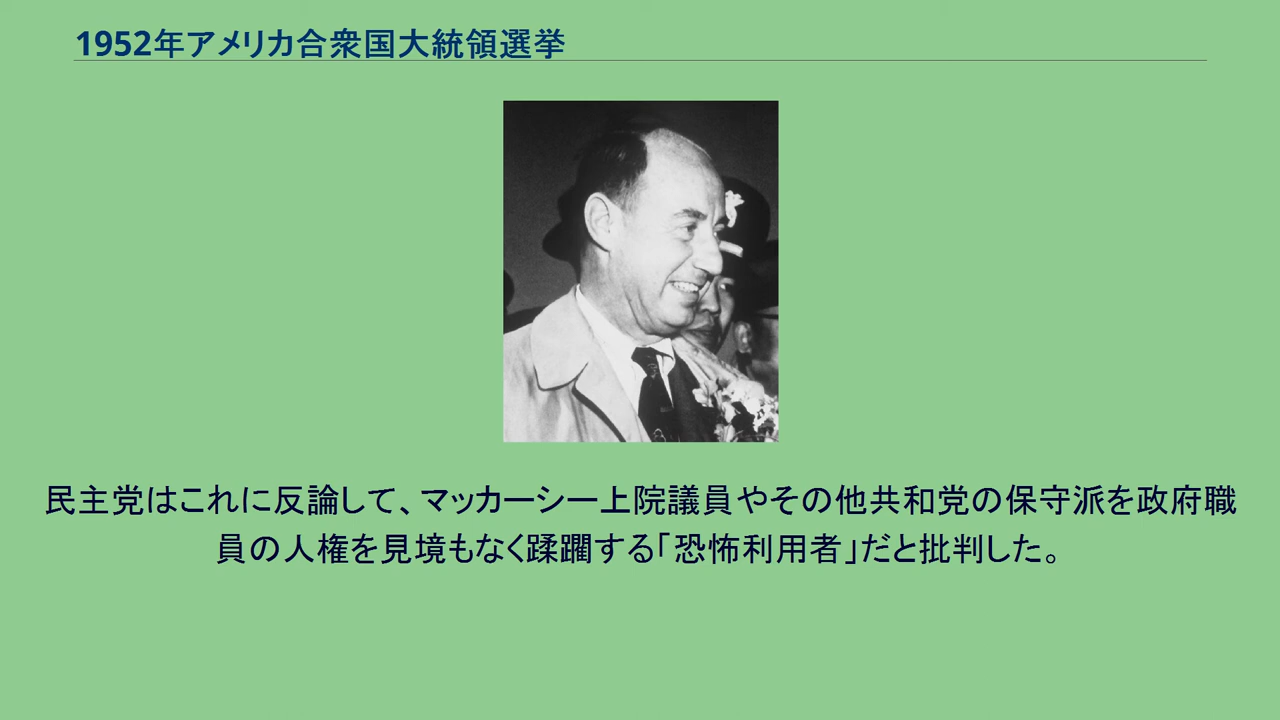 1952年アメリカ合衆国大統領選挙
民主党はこれに反論して、マッカーシー上院議員やその他共和党の保守派を政府職
員の人権を見境もなく蹂躙する「恐怖利用者」だと批判した。